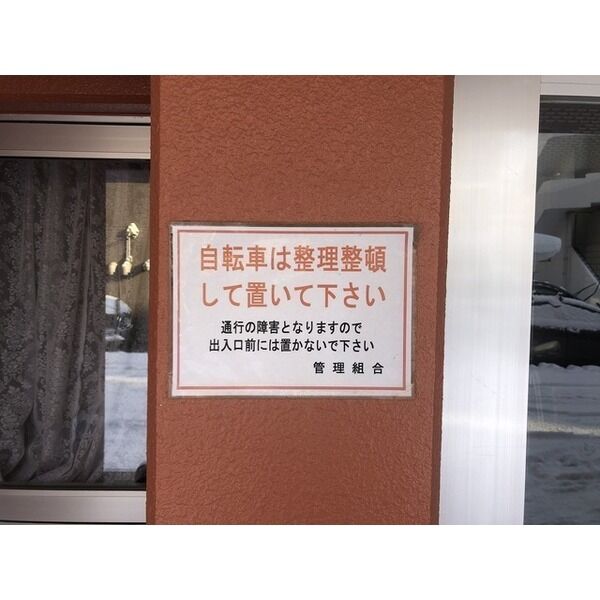 自転車は整理整頓
して置いて下さい
通行の障害となりますので
出入口前には置かないで下さい
管理組合